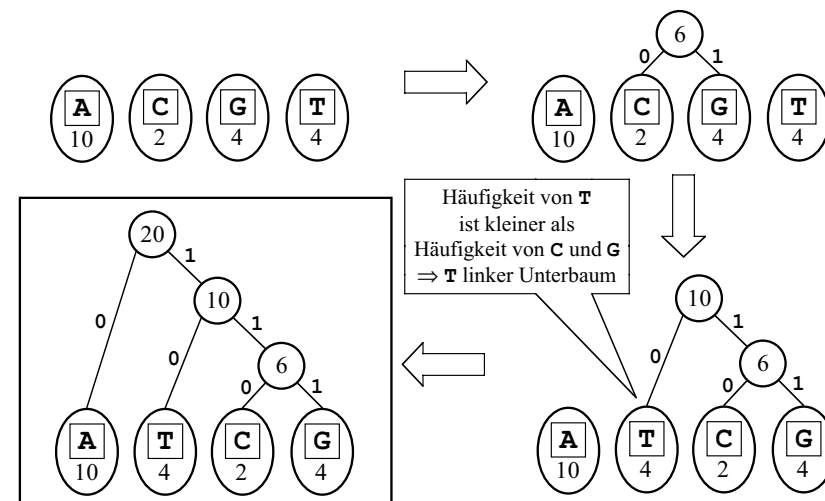 A C G T
10 2 4 4
6
0 1
A C G T
10 2 4 4
Häufigkeit von T
ist kleiner als
Häufigkeit von C und G
⇒ T linker Unterbaum
10
1
0 6
0 1
A T C G
10 4 2 4
20
1
0 10
1
0 6
0 1
A T C G
10 4 2 4